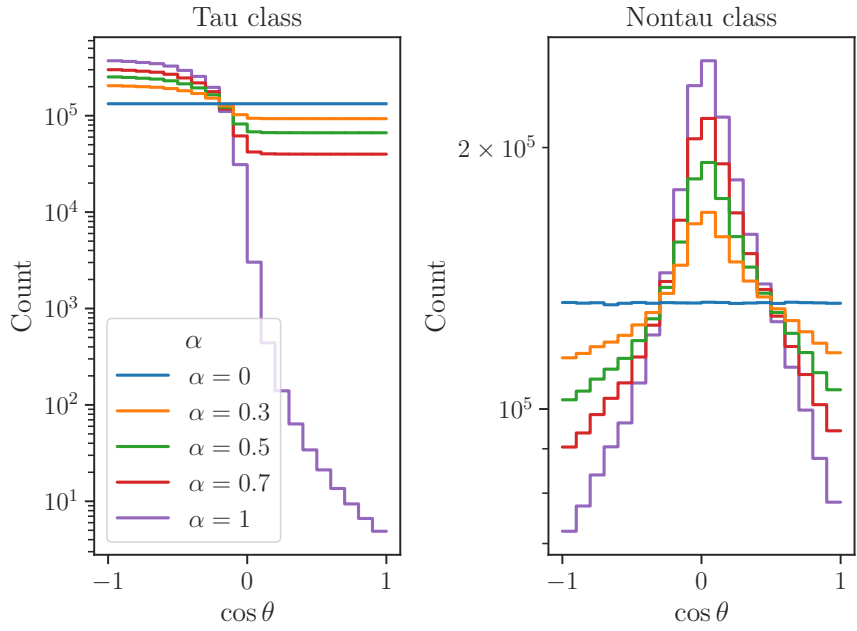 Tau class
Count
10^5
10^4
10^3
10^2
10^1
α
α = 0
α = 0.3
α = 0.5
α = 0.7
α = 1
−1
0
1
cos θ
Nontau class
Count
2 × 10^5
10^5
−1
0
1
cos θ